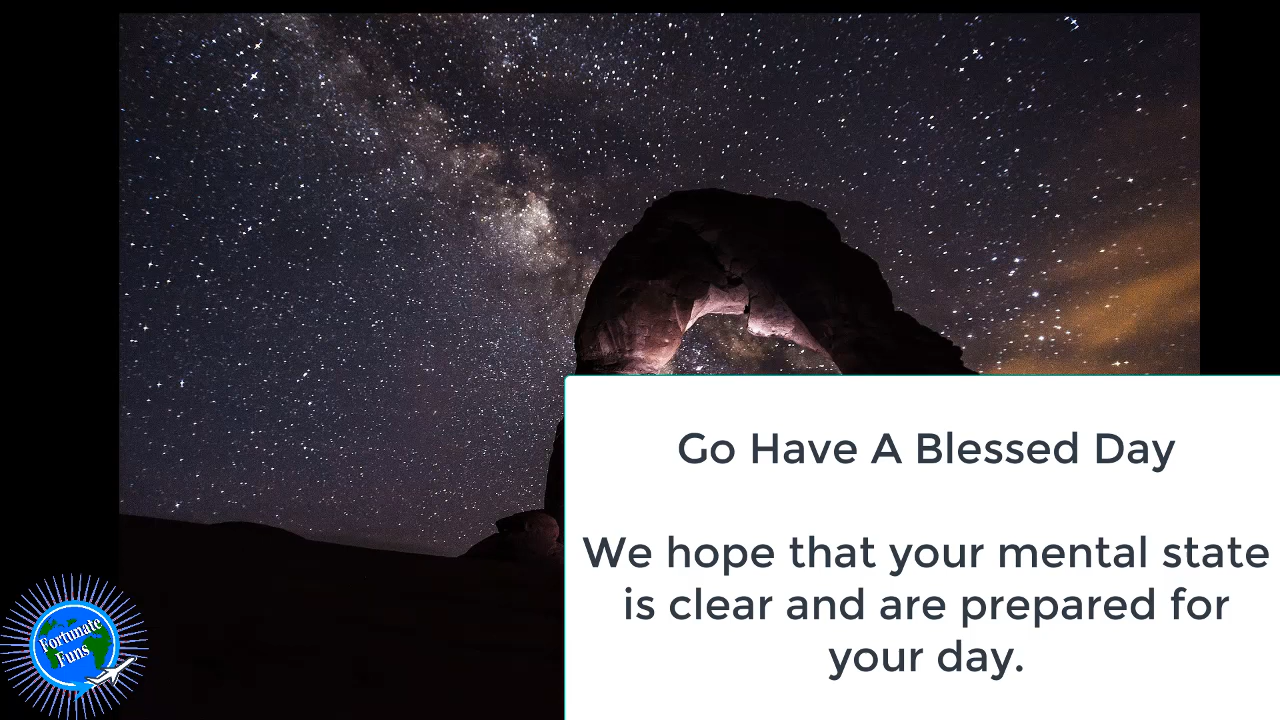 Go Have A Blessed Day
We hope that your mental state
is clear and are prepared for
your day.
Fortunate
Funs